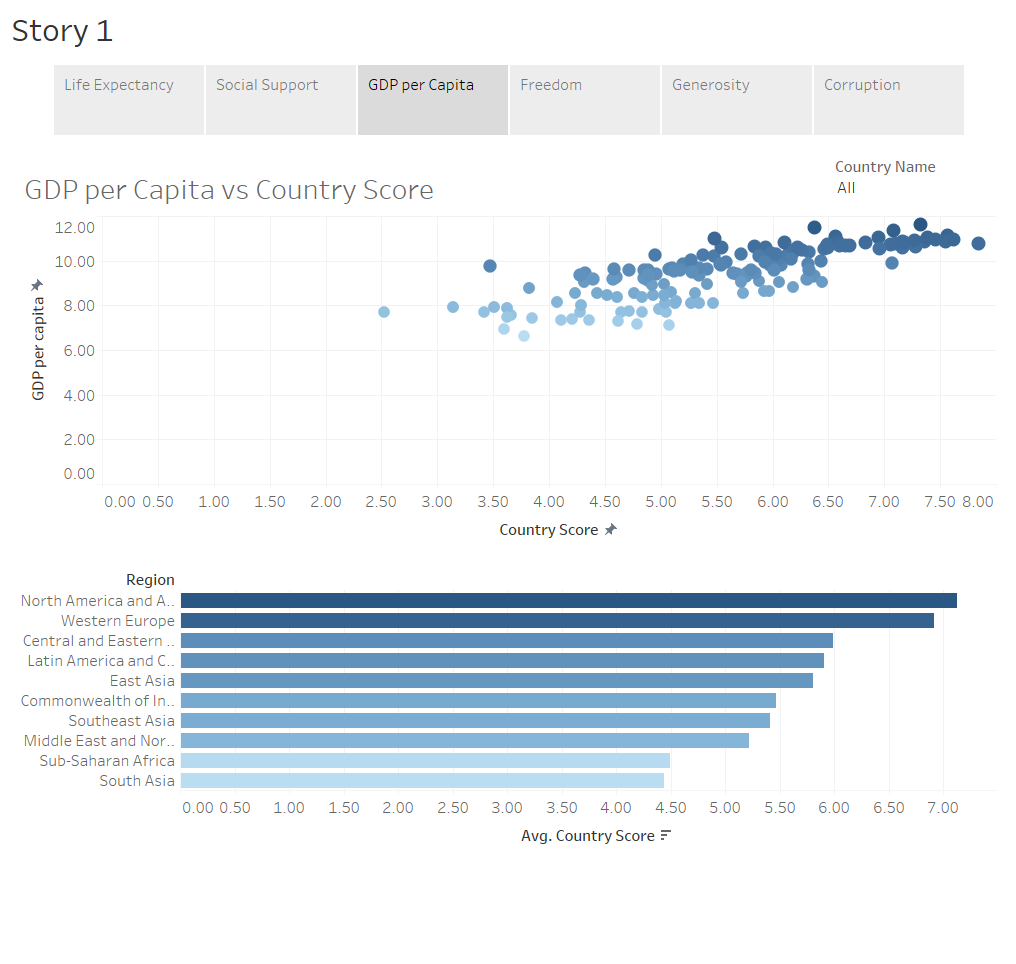 Story 1
Life Expectancy
Social Support
GDP per Capita
Freedom
Generosity
Corruption
Country Name
All
GDP per Capita vs Country Score
GDP per capita
12.00
10.00
8.00
6.00
4.00
2.00
0.00
0.00 0.50 1.00 1.50 2.00 2.50 3.00 3.50 4.00 4.50 5.00 5.50 6.00 6.50 7.00 7.50 8.00
Country Score
Region
North America and A..
Western Europe
Central and Eastern ..
Latin America and C..
East Asia
Commonwealth of In..
Southeast Asia
Middle East and Nor..
Sub-Saharan Africa
South Asia
0.00 0.50 1.00 1.50 2.00 2.50 3.00 3.50 4.00 4.50 5.00 5.50 6.00 6.50 7.00
Avg. Country Score